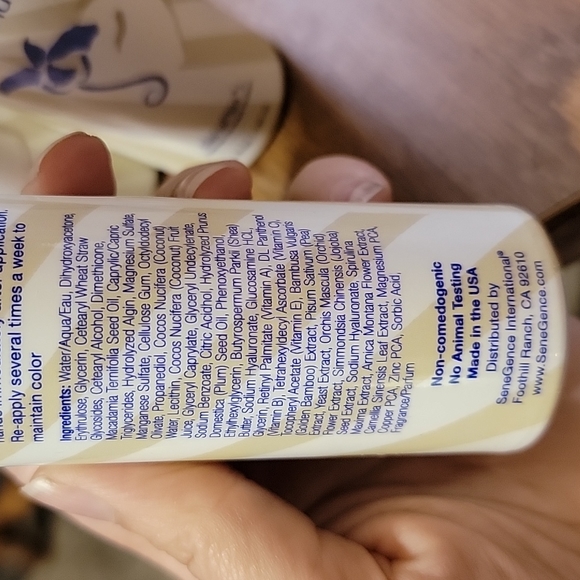 Re-apply several times a week to
maintain color
Ingredients: Water/Aqua/Eau, Dihydroxyacetone,
Erythrulose, Glycerin, Cetearyl Wheat Straw
Glycosides, Cetearyl Alcohol, Dimethicone,
Macadamia Ternifolia Seed Oil, Caprylic/Capric
Triglycerides, Hydrolyzed Algin, Magnesium Sulfate,
Manganese Sulfate, Cellulose Gum, Octyldodecyl
Olivate, Propanediol, Cocos Nucifera (Coconut)
Water, Lecithin, Cocos Nucifera (Coconut) Fruit
Juice, Glyceryl Caprylate, Glyceryl Undecylenate,
Sodium Benzoate, Citric Acid, Hydrolyzed Prunus
Domestica (Plum) Seed Oil, Phenoxyethanol,
Ethylhexylglycerin, Butyrospermum Parkii (Shea)
Butter, Sodium Hyaluronate, Glucosamine HCL,
Glycerin, Retinyl Palmitate (Vitamin A), DL Panthenol
(Vitamin B), Tetrahexyldecyl Ascorbate (Vitamin C),
Tocopheryl Acetate (Vitamin E), Bambusa Vulgaris
(Golden Bamboo) Extract, Pisum Sativum (Pea)
Extract, Yeast Extract, Orchis Mascula (Orchid)
Flower Extract, Simmondsia Chinensis (Jojoba)
Seed Extract, Sodium Hyaluronate, Spirulina
Maxima Extract, Arnica Montana Flower Extract,
Camellia Sinensis Leaf Extract, Magnesium PCA,
Copper PCA, Zinc PCA, Sorbic Acid,
Fragrance/Parfum
Non-comedogenic
No Animal Testing
Made in the USA
Distributed by
SeneGence International®
Foothill Ranch, CA 92610
www.SeneGence.com